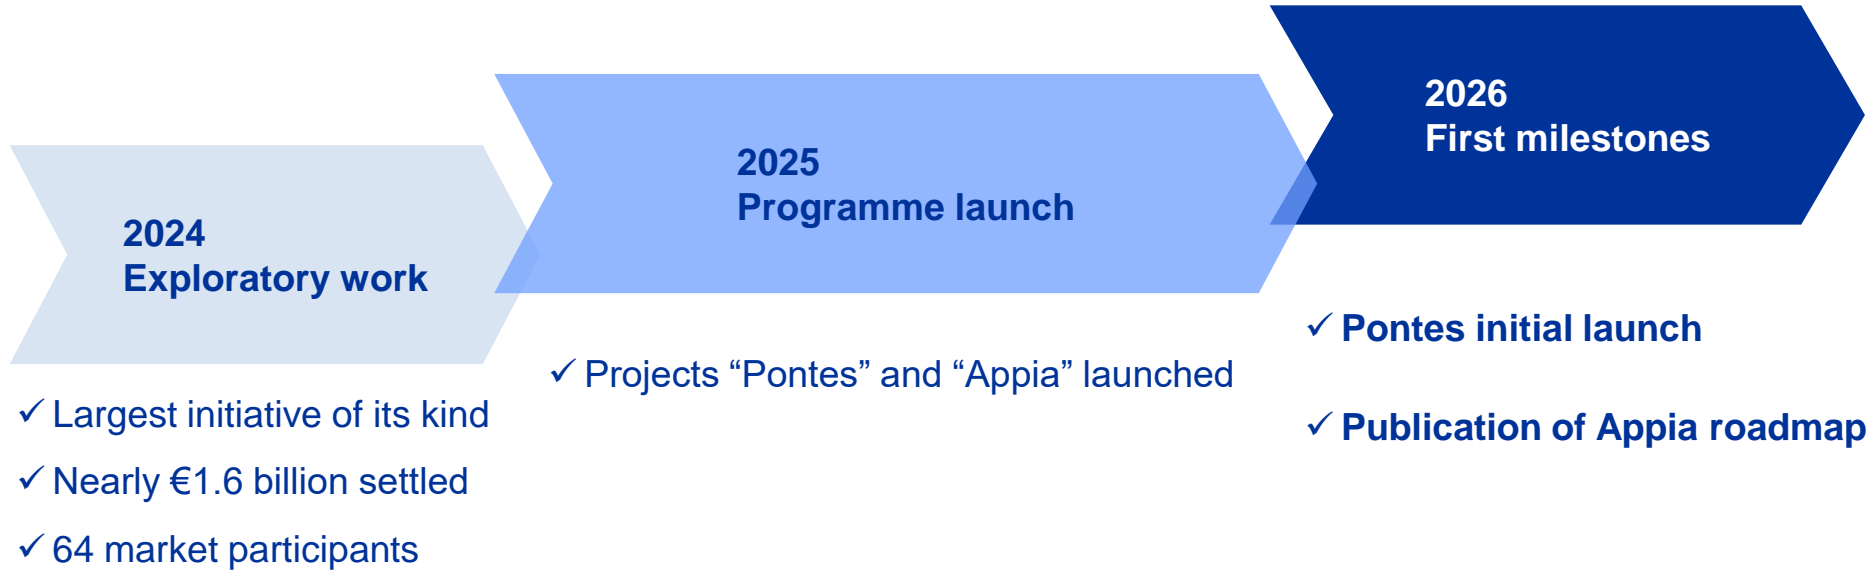 2024
Exploratory work
✓ Largest initiative of its kind
✓ Nearly €1.6 billion settled
✓ 64 market participants
2025
Programme launch
✓ Projects “Pontes” and “Appia” launched
2026
First milestones
✓ Pontes initial launch
✓ Publication of Appia roadmap